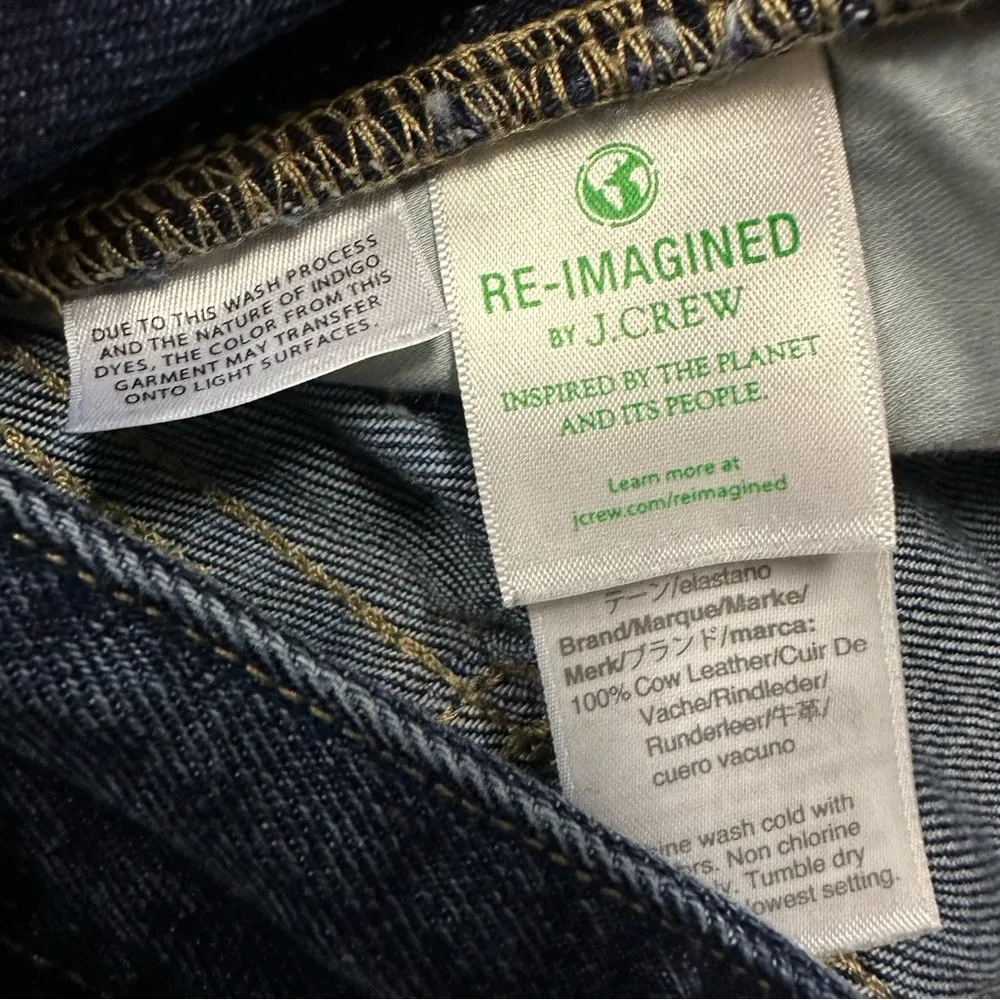 DUE TO THIS WASH PROCESS
AND THE NATURE OF INDIGO
DYES, THE COLOR FROM THIS
GARMENT MAY TRANSFER
ONTO LIGHT SURFACES.
RE-IMAGINED
BY J.CREW
INSPIRED BY THE PLANET
AND ITS PEOPLE.
Learn more at
jcrew.com/reimagined
テーン/elastano
Brand/Marque/Marke/
Merk/ブランド/marca:
100% Cow Leather/Cuir De
Vache/Rindleder/
Runderleer/牛革/
cuero vacuno
ine wash cold with
rs. Non chlorine
y. Tumble dry
lowest setting.